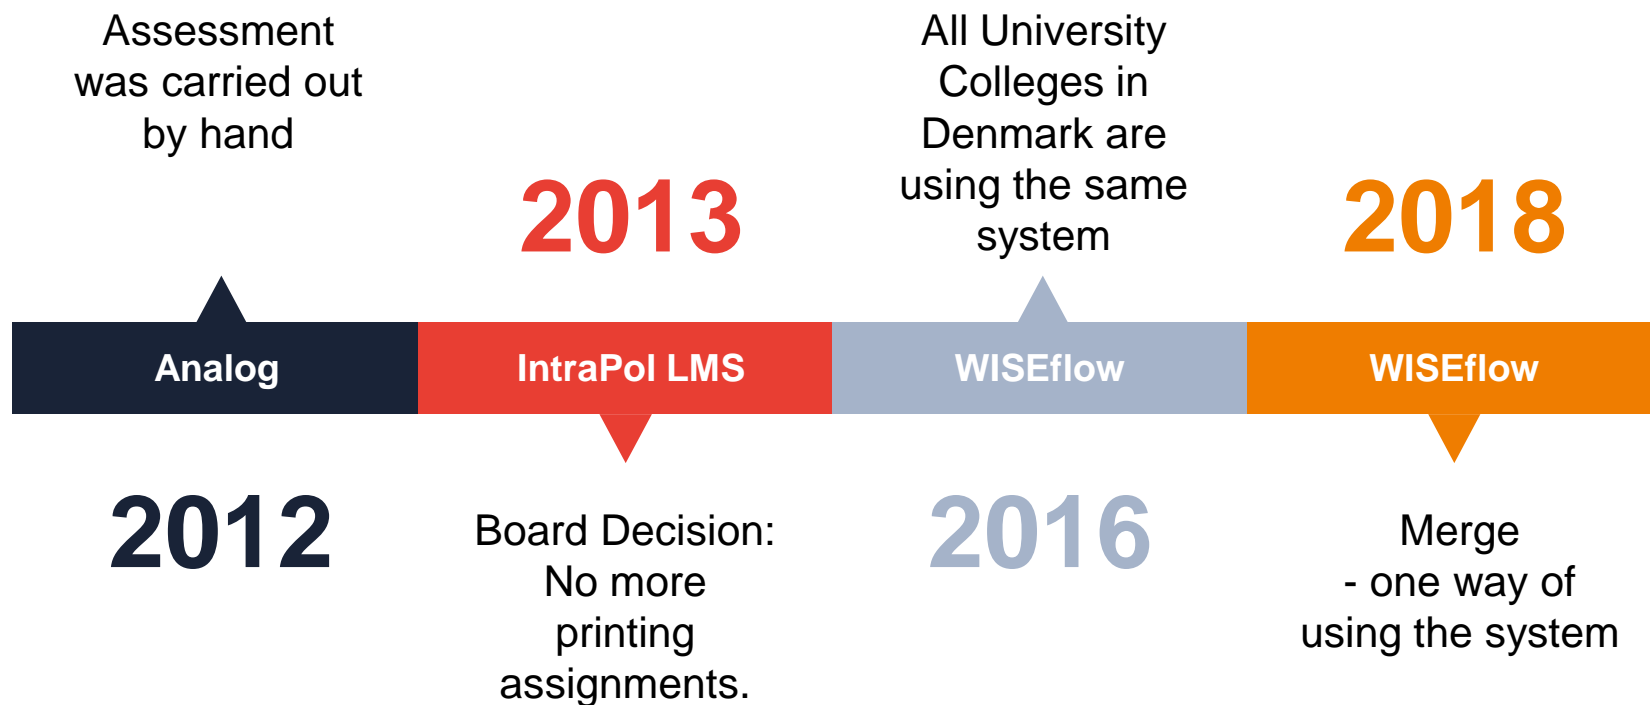 Assessment
was carried out
by hand
2013
All University
Colleges in
Denmark are
using the same
system
2018
Analog
IntraPol LMS
WISEflow
WISEflow
2012
Board Decision:
No more
printing
assignments.
2016
Merge
- one way of
using the system